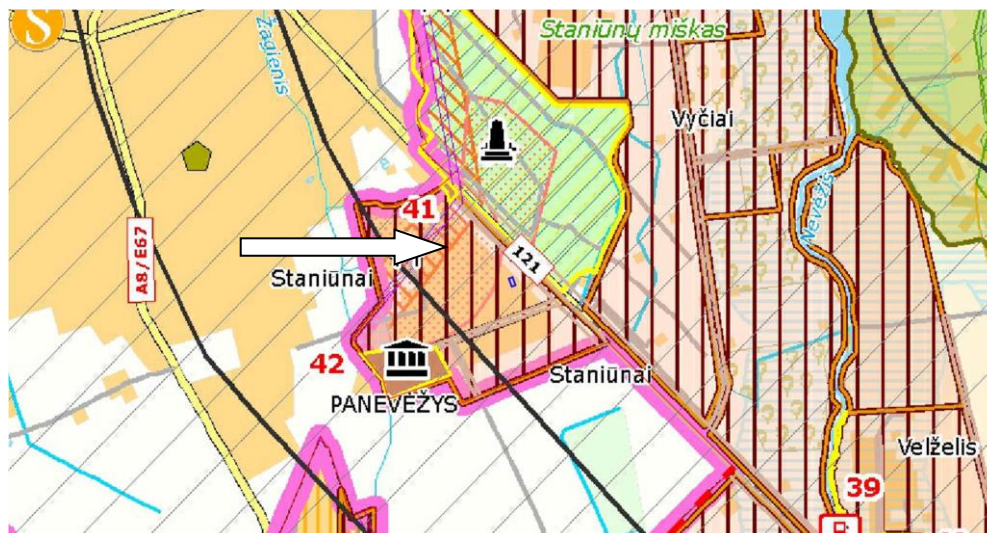 S
Žagienis
Staniūnų miškas
Vyčiai
Nevėžis
41
121
A8/E67
Staniūnai
42
PANEVĖŽYS
Staniūnai
Velželis
39